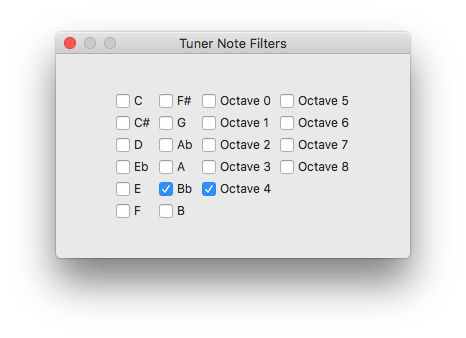 Tuner Note Filters
C F# Octave 0 Octave 5
C# G Octave 1 Octave 6
D Ab Octave 2 Octave 7
Eb A Octave 3 Octave 8
E Bb Octave 4
F B